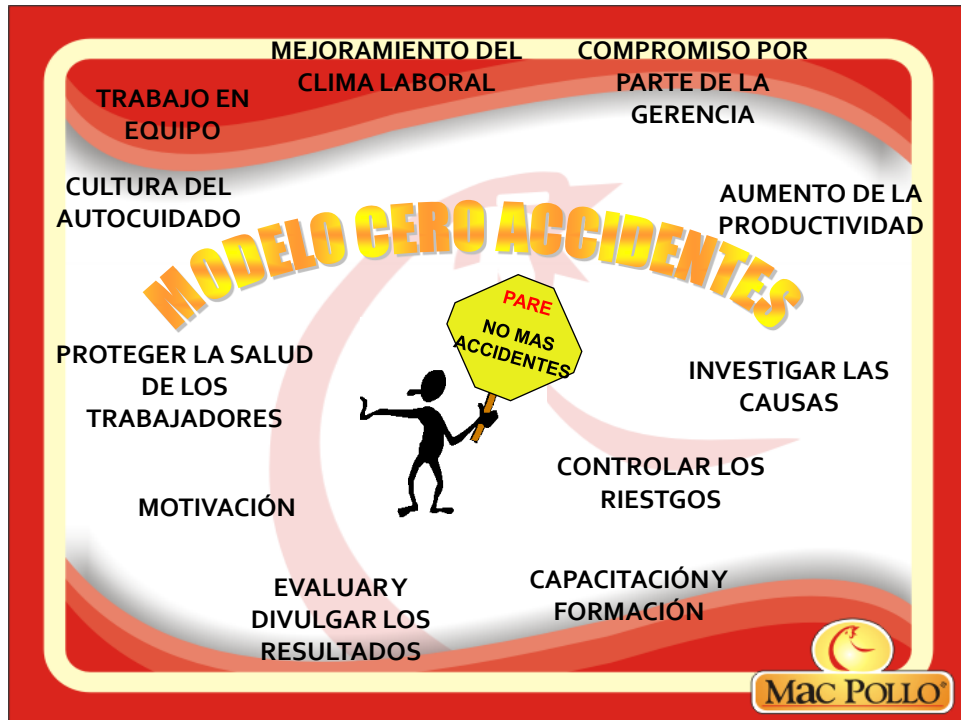 MEJORAMIENTO DEL
CLIMA LABORAL
COMPROMISO POR
PARTE DE LA
GERENCIA
TRABAJO EN
EQUIPO
CULTURA DEL
AUTOCUIDADO
AUMENTO DE LA
PRODUCTIVIDAD
MODELO CERO ACCIDENTES
PARE
NO MAS
ACCIDENTES
PROTEGER LA SALUD
DE LOS
TRABAJADORES
INVESTIGAR LAS
CAUSAS
CONTROLAR LOS
RIESTGOS
MOTIVACIÓN
EVALUAR Y
DIVULGAR LOS
RESULTADOS
CAPACITACIÓN Y
FORMACIÓN
MAC POLLO®